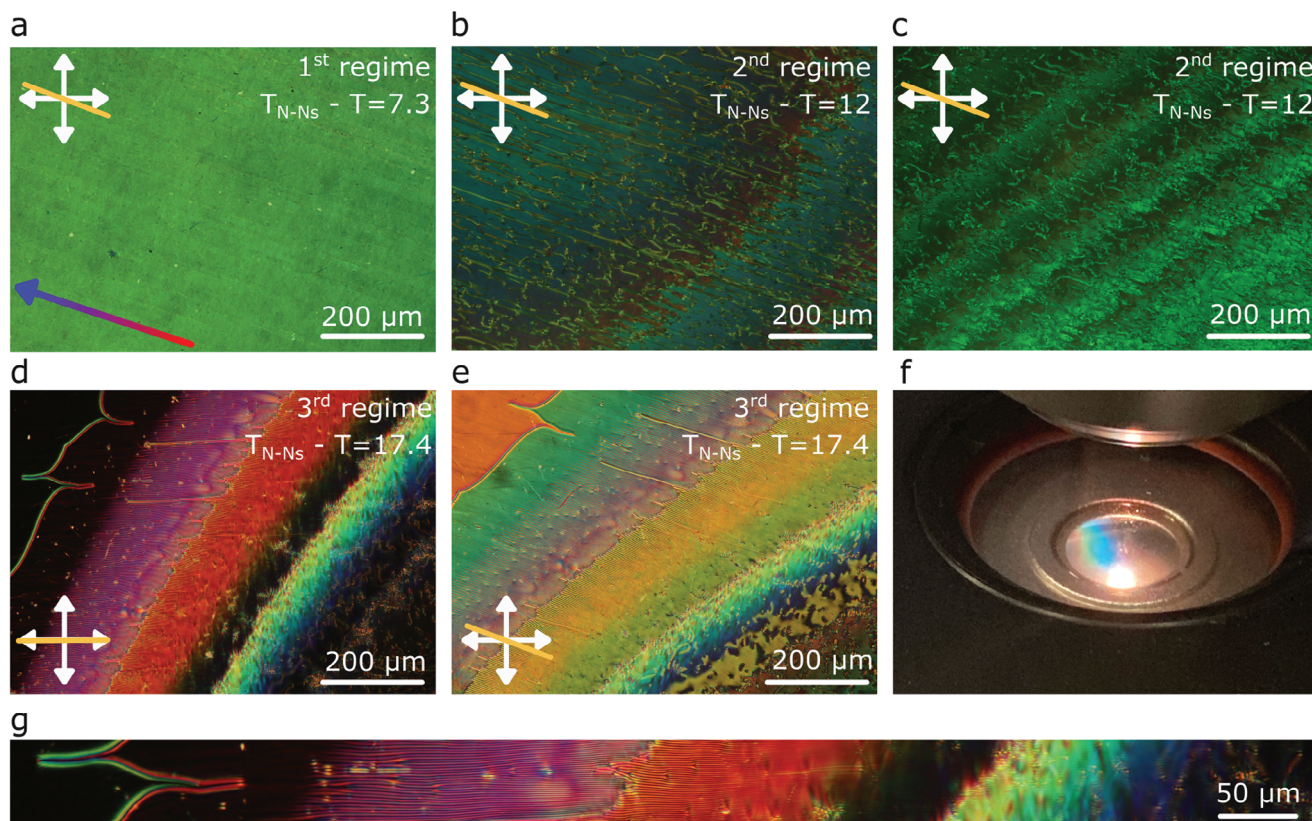 a
1st regime
TN-Ns - T=7.3
200 μm
b
2nd regime
TN-Ns - T=12
200 μm
c
2nd regime
TN-Ns - T=12
200 μm
d
3rd regime
TN-Ns - T=17.4
200 μm
e
3rd regime
TN-Ns - T=17.4
200 μm
f
g
50 μm